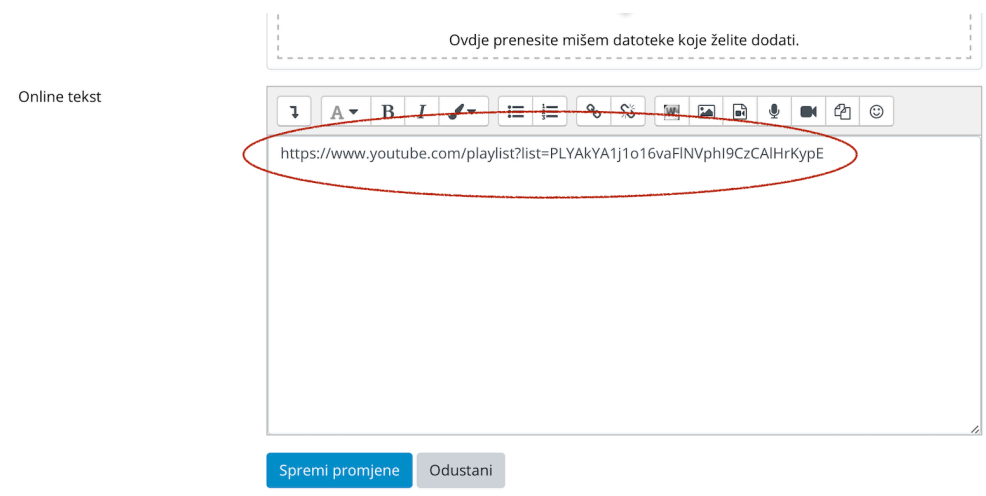 Ovdje prenesite mišem datoteke koje želite dodati.
Online tekst
https://www.youtube.com/playlist?list=PLYAkYA1j1o16vaFlNVphI9CzCAlHrKypE
Spremi promjene Odustani